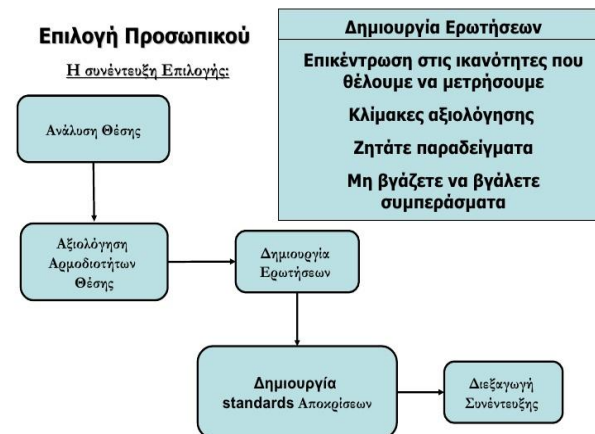 Επιλογή Προσωπικού
Η συνέντευξη Επιλογής:
Ανάλυση Θέσης
Αξιολόγηση
Αρμοδιοτήτων
Θέσης
Δημιουργία
Ερωτήσεων
Δημιουργία
standards Αποκρίσεων
Διεξαγωγή
Συνέντευξης
Δημιουργία Ερωτήσεων
Επικέντρωση στις ικανότητες που
θέλουμε να μετρήσουμε
Κλίμακες αξιολόγησης
Ζητάτε παραδείγματα
Μη βγάζετε να βγάλετε
συμπεράσματα